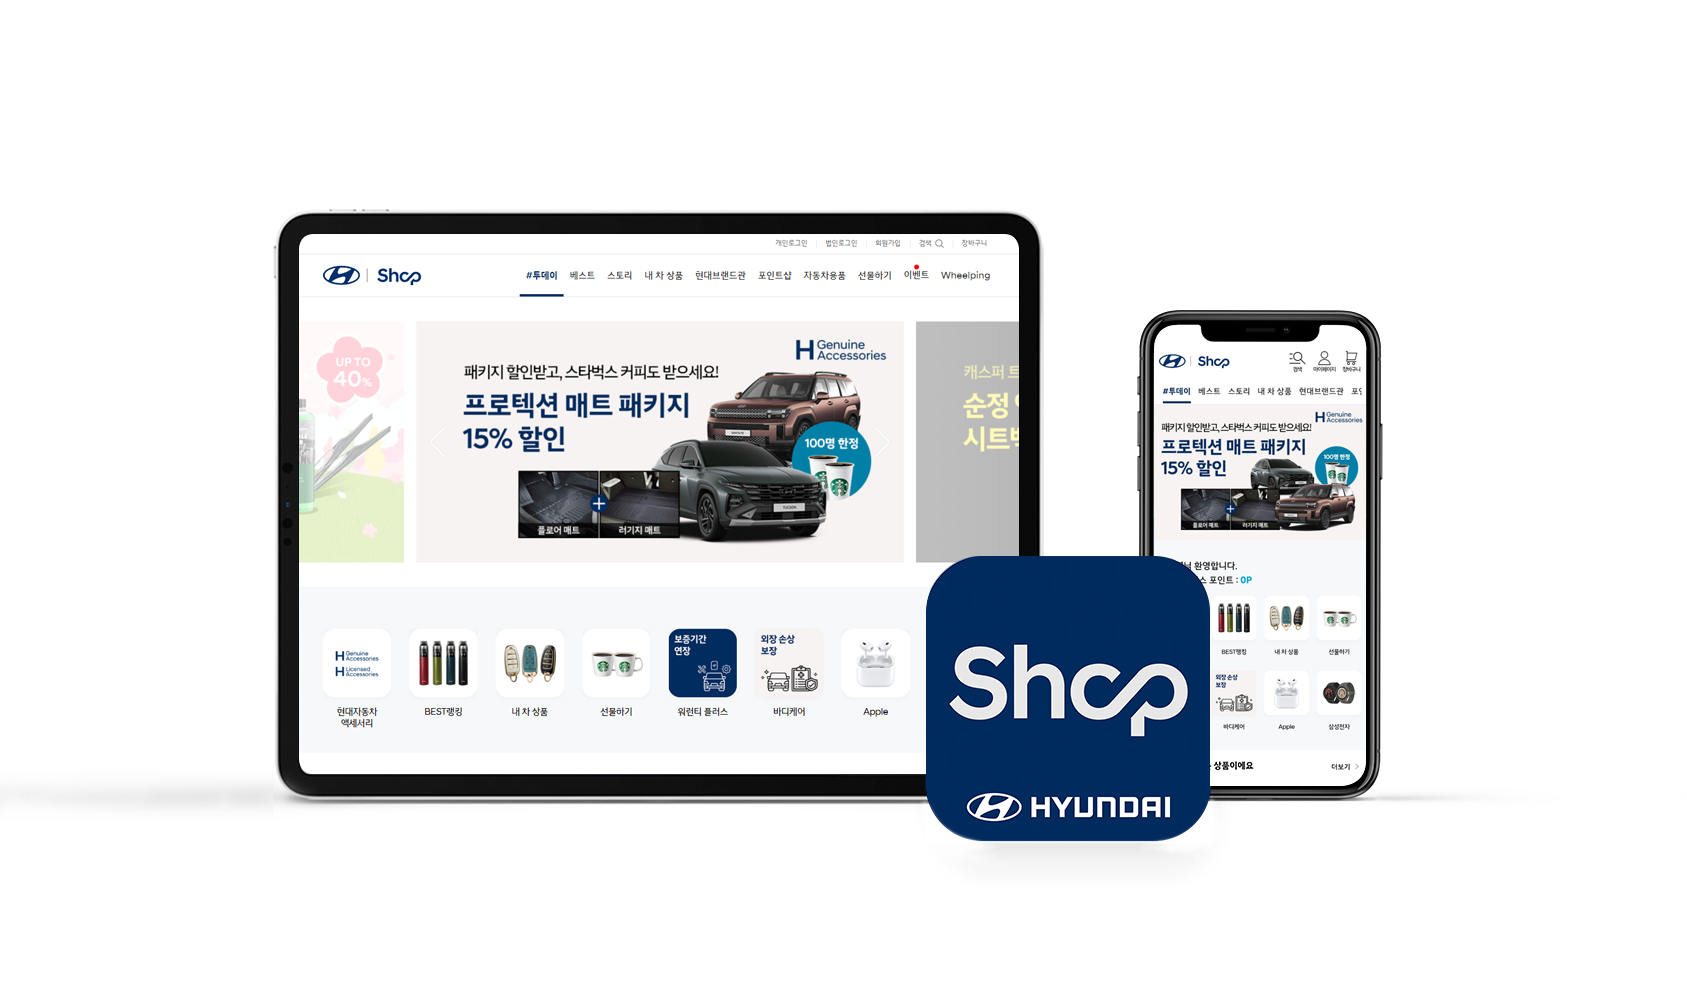 개인로그인 법인로그인 회원가입 검색 장바구니
Shop
#투데이 베스트 스토리 내 차 상품 현대브랜드관 포인트샵 자동차용품 선물하기 이벤트 Wheelping
UP TO
40%
H Genuine
Accessories
패키지 할인받고, 스타벅스 커피도 받으세요!
프로텍션 매트 패키지
15% 할인
100명 한정
플로어 매트 + 러기지 매트
TUCSON
캐스퍼 트
순정
시트벅
H Genuine
Accessories
H Licensed
Accessories
보증기간
연장
외장 손상
보장
현대자동차
액세서리
BEST랭킹
내 차 상품
선물하기
워런티 플러스
바디케어
Apple
Shop
검색 마이페이지 장바구니
#투데이 베스트 스토리 내 차 상품 현대브랜드관 포인
H Genuine
Accessories
패키지 할인받고, 스타벅스 커피도 받으세요!
프로텍션 매트 패키지
15% 할인
100명 한정
플로어 매트 + 러기지 매트
님 환영합니다.
스 포인트 : 0P
BEST랭킹 내 차 상품 선물하기
외장 손상
보장
바디케어 Apple 삼성전자
상품이에요 더보기
Shop
HYUNDAI